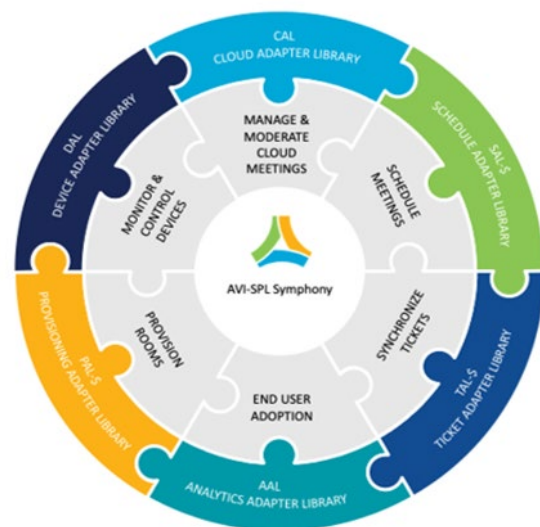 CAL
CLOUD ADAPTER LIBRARY
SAL-S
SCHEDULE ADAPTER LIBRARY
TAL-S
TICKET ADAPTER LIBRARY
AAL
ANALYTICS ADAPTER LIBRARY
PAL-S
PROVISIONING ADAPTER LIBRARY
DAL
DEVICE ADAPTER LIBRARY
MANAGE &
MODERATE
CLOUD
MEETINGS
SCHEDULE
MEETINGS
SYNCHRONIZE
TICKETS
END USER
ADOPTION
PROVISION
ROOMS
MONITOR &
CONTROL
DEVICES
AVI-SPL Symphony